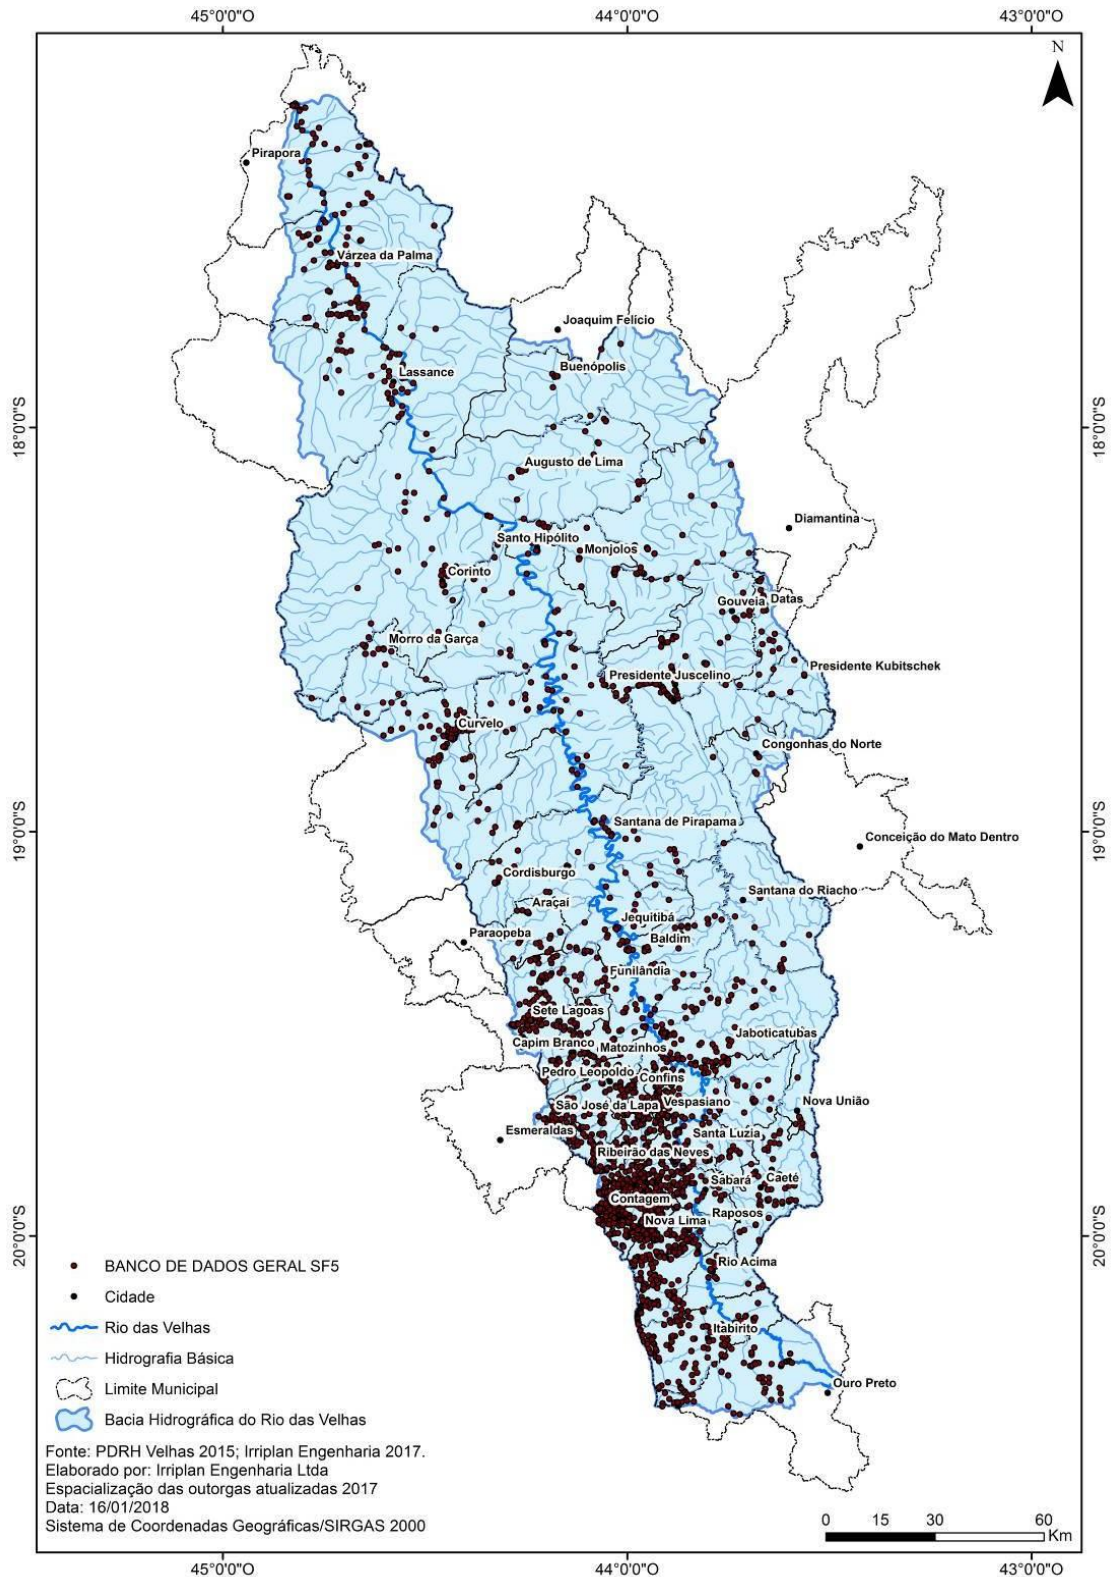 45°0'0"O 44°0'0"O 43°0'0"O
N
Pirapora
Várzea da Palma
Joaquim Felício
Buenópolis
Lassance
18°0'0"S 18°0'0"S
Augusto de Lima
Diamantina
Santo Hipólito
Monjolos
Corinto
Gouveia Datas
Morro da Garça
Presidente Kubitschek
Presidente Juscelino
Curvelo
Congonhas do Norte
Santana de Pirapama
19°0'0"S 19°0'0"S
Conceição do Mato Dentro
Cordisburgo
Santana do Riacho
Araçaí
Jequitibá
Paraopeba
Baldim
Funilândia
Sete Lagoas
Jaboticatubas
Capim Branco Matozinhos
Pedro Leopoldo Confins
São José da Lapa Vespasiano Nova União
Esmeraldas Santa Luzia
Ribeirão das Neves
Sabará Caeté
Contagem
Nova Lima Raposos
20°0'0"S 20°0'0"S
Rio Acima
Itabirito
Ouro Preto
BANCO DE DADOS GERAL SF5
Cidade
Rio das Velhas
Hidrografia Básica
Limite Municipal
Bacia Hidrográfica do Rio das Velhas
Fonte: PDRH Velhas 2015; Irriplan Engenharia 2017.
Elaborado por: Irriplan Engenharia Ltda
Espacialização das outorgas atualizadas 2017
Data: 16/01/2018
Sistema de Coordenadas Geográficas/SIRGAS 2000
0 15 30 60
Km
45°0'0"O 44°0'0"O 43°0'0"O